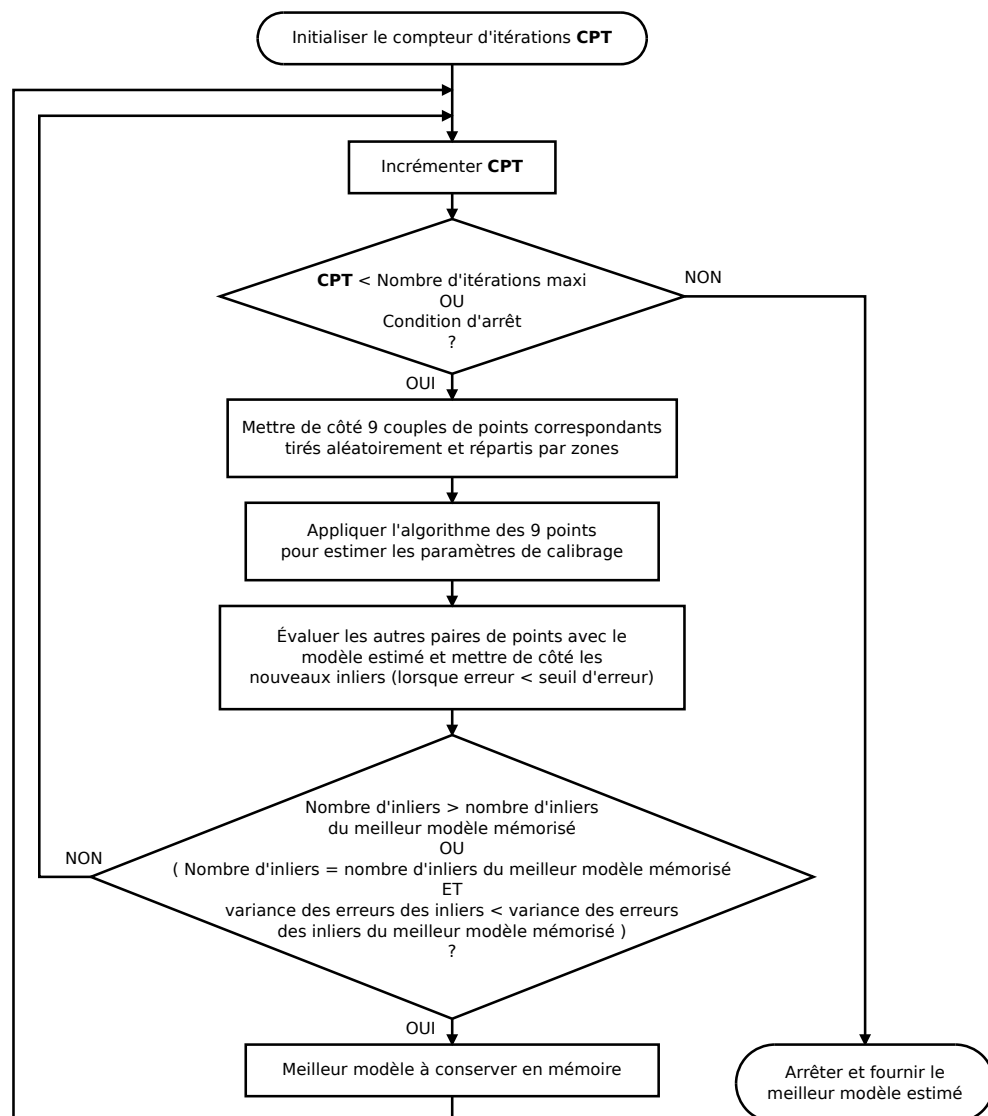 Initialiser le compteur d'itérations CPT
Incrémenter CPT
CPT < Nombre d'itérations maxi
OU
Condition d'arrêt
?
NON
OUI
Mettre de côté 9 couples de points correspondants
tirés aléatoirement et répartis par zones
Appliquer l'algorithme des 9 points
pour estimer les paramètres de calibrage
Évaluer les autres paires de points avec le
modèle estimé et mettre de côté les
nouveaux inliers (lorsque erreur < seuil d'erreur)
Nombre d'inliers > nombre d'inliers
du meilleur modèle mémorisé
OU
( Nombre d'inliers = nombre d'inliers du meilleur modèle mémorisé
ET
variance des erreurs des inliers < variance des erreurs
des inliers du meilleur modèle mémorisé )
?
NON
OUI
Meilleur modèle à conserver en mémoire
Arrêter et fournir le
meilleur modèle estimé